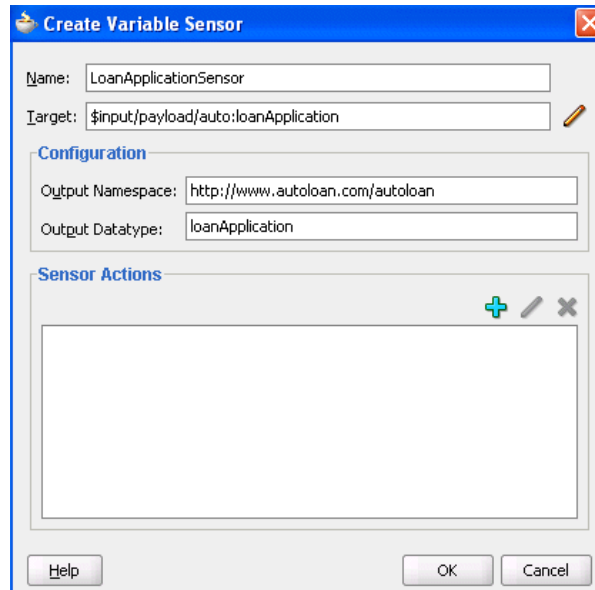 Create Variable Sensor
Name: LoanApplicationSensor
Target: $input/payload/auto:loanApplication
Configuration
Output Namespace: http://www.autoloan.com/autoloan
Output Datatype: loanApplication
Sensor Actions
Help OK Cancel